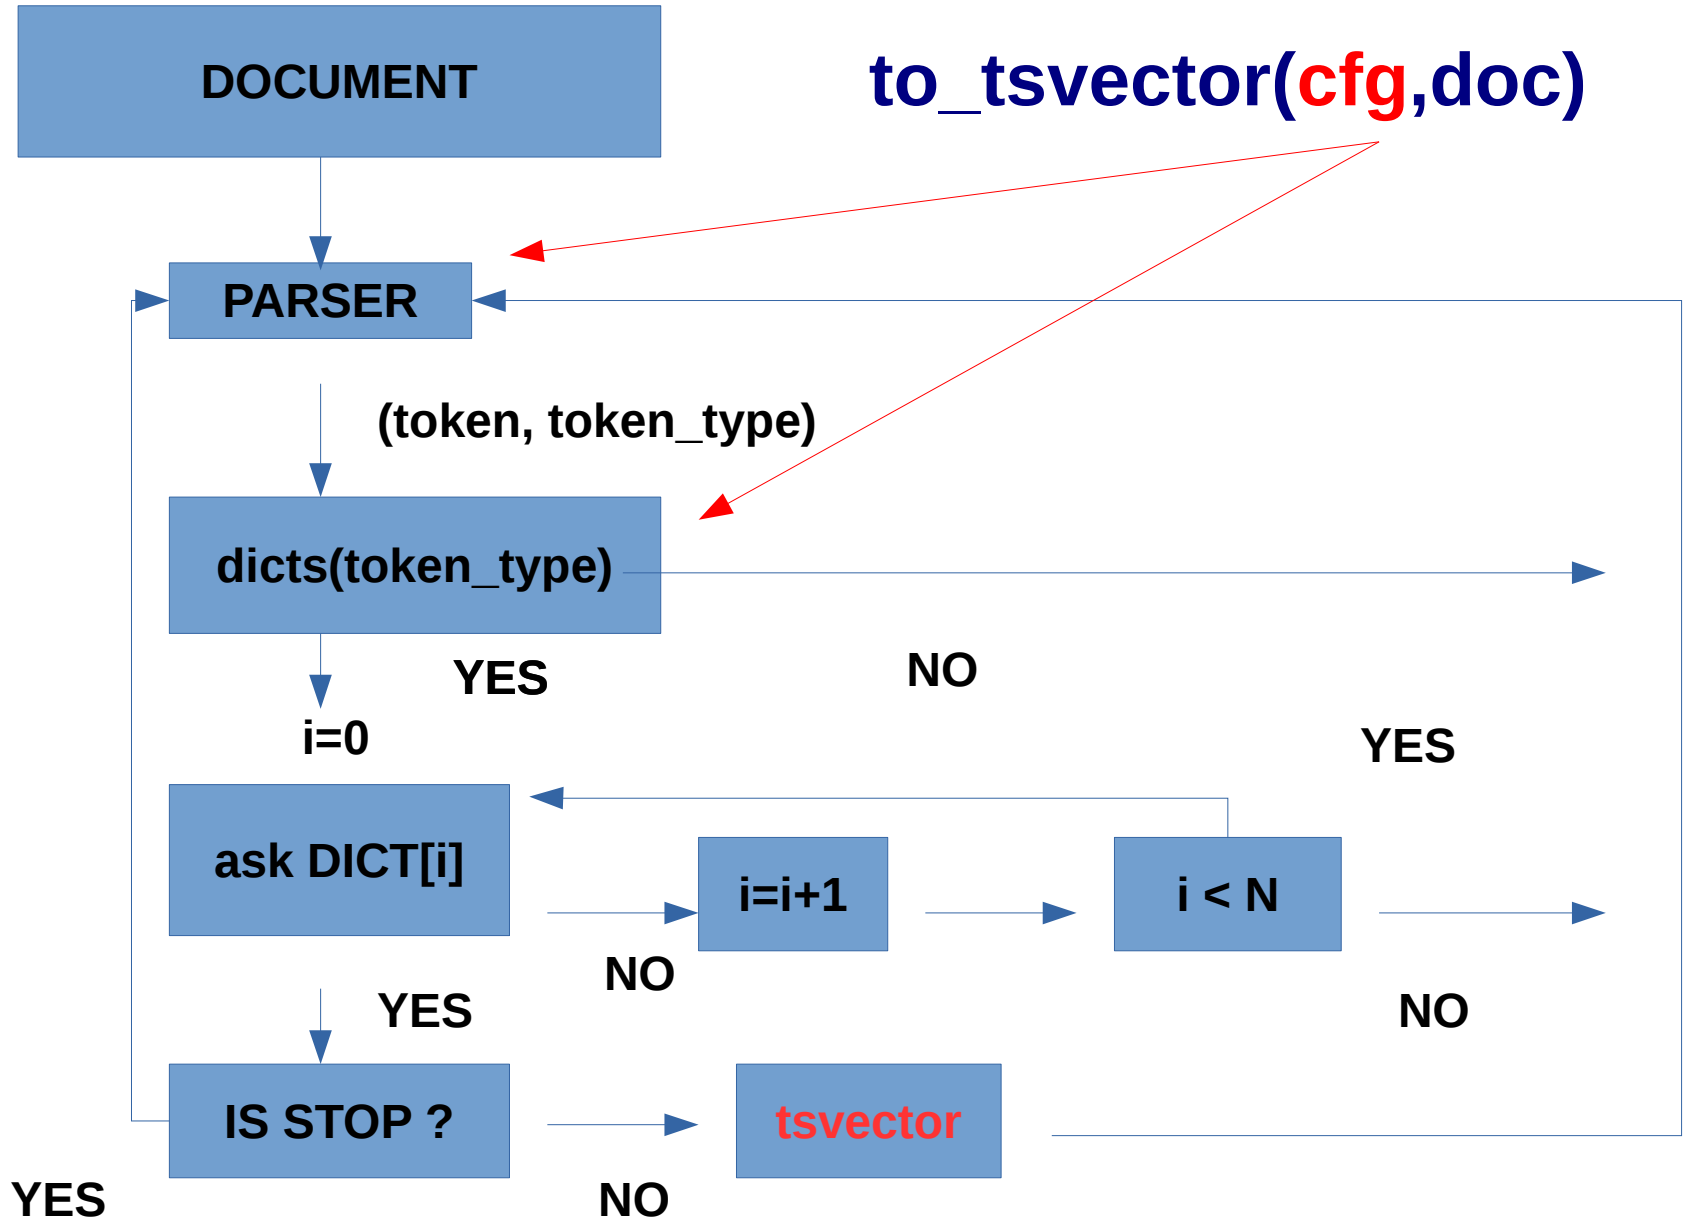 DOCUMENT
to_tsvector(cfg,doc)
PARSER
(token, token_type)
dicts(token_type)
YES
NO
i=0
YES
ask DICT[i]
i=i+1
i < N
NO
YES
NO
IS STOP ?
tsvector
YES
NO